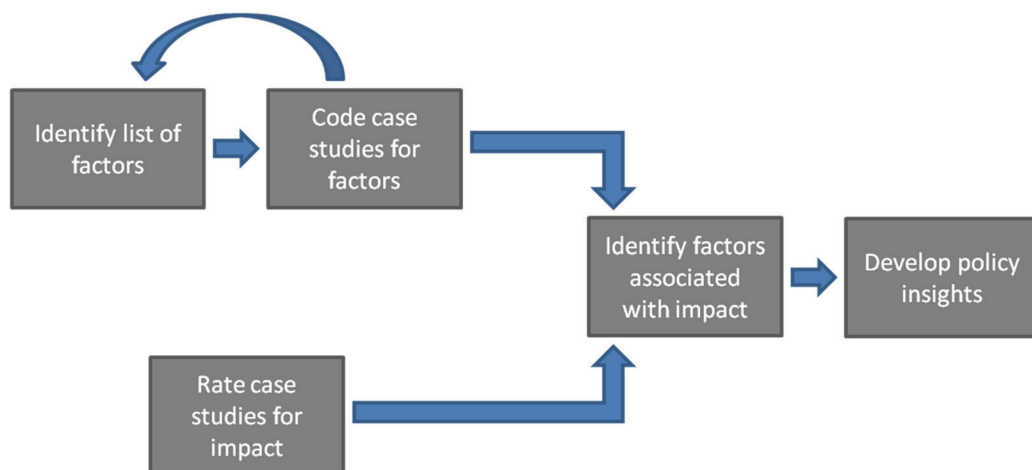 Identify list of
factors
Code case
studies for
factors
Identify factors
associated
with impact
Develop policy
insights
Rate case
studies for
impact